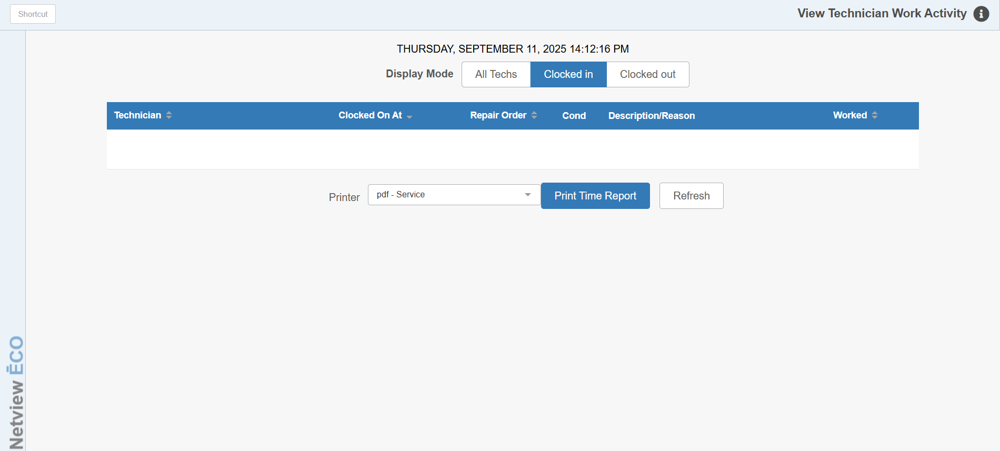 Shortcut
View Technician Work Activity
THURSDAY, SEPTEMBER 11, 2025 14:12:16 PM
Display Mode
All Techs
Clocked in
Clocked out
Technician
Clocked On At
Repair Order
Cond
Description/Reason
Worked
Printer
pdf - Service
Print Time Report
Refresh
Netview ĒCO